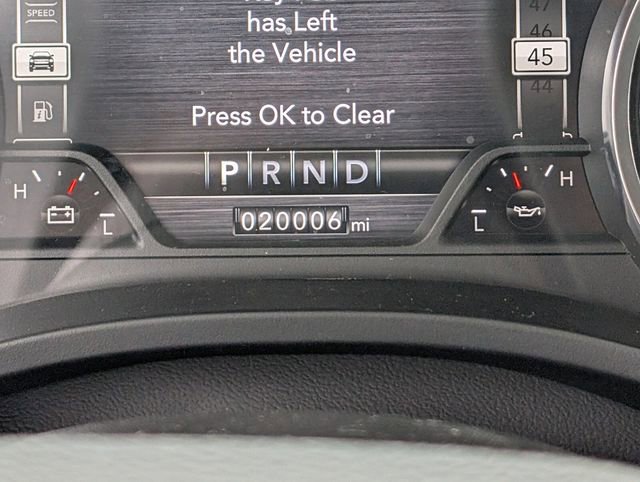 SPEED
has Left
the Vehicle
Press OK to Clear
47
46
45
44
P R N D
H
L
020006 mi
H
L